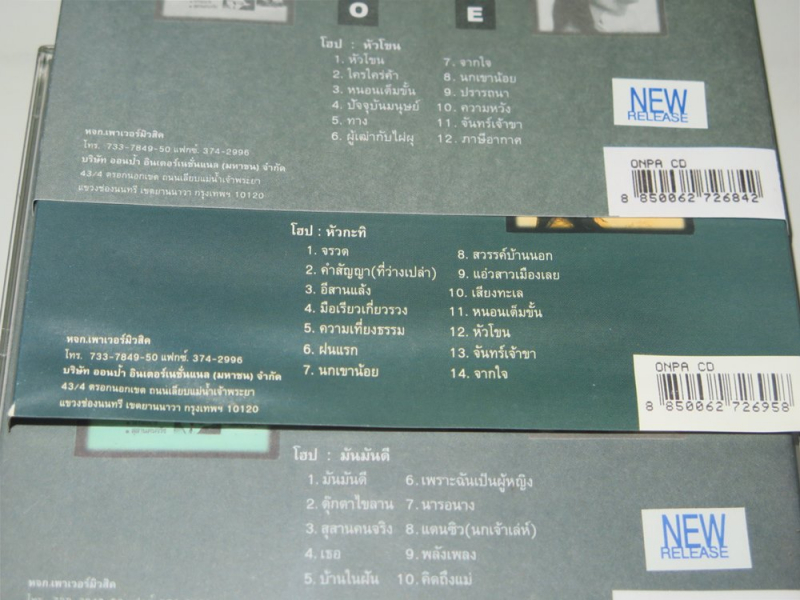 O E
โฮป : หัวโขน
1. หัวโขน
2. ใครใคร่ค้า
3. หนอนเต็มขั้น
4. ปัจจุบันมนุษย์
5. ทาง
6. ผู้เฒ่ากับไฝผุ
7. จากใจ
8. นกเขาน้อย
9. ปรารถนา
10. ความหวัง
11. จันทร์เจ้าขา
12. ภาษีอากาศ
NEW
RELEASE
หจก.เพาเวอร์มิวสิค
โทร. 733-7849-50 แฟกซ์. 374-2996
บริษัท ออนป้า อินเตอร์เนชั่นแนล (มหาชน) จำกัด
43/4 ตรอกนอกเขต ถนนเลียบแม่น้ำเจ้าพระยา
แขวงช่องนนทรี เขตยานนาวา กรุงเทพฯ 10120
ONPA CD
8 850062 726842
โฮป : หัวกะทิ
1. จรวด
2. คำสัญญา(ที่ว่างเปล่า)
3. อีสานแล้ง
4. มือเรียวเกี่ยวรวง
5. ความเที่ยงธรรม
6. ฝนแรก
7. นกเขาน้อย
8. สวรรค์บ้านนอก
9. แอ่วสาวเมืองเลย
10. เสียงทะเล
11. หนอนเต็มขั้น
12. หัวโขน
13. จันทร์เจ้าขา
14. จากใจ
หจก.เพาเวอร์มิวสิค
โทร. 733-7849-50 แฟกซ์. 374-2996
บริษัท ออนป้า อินเตอร์เนชั่นแนล (มหาชน) จำกัด
43/4 ตรอกนอกเขต ถนนเลียบแม่น้ำเจ้าพระยา
แขวงช่องนนทรี เขตยานนาวา กรุงเทพฯ 10120
ONPA CD
8 850062 726958
โฮป : มันมันดี
1. มันมันดี
2. ตุ๊กตาไขลาน
3. สุสานคนจริง
4. เธอ
5. บ้านในฝัน
6. เพราะฉันเป็นผู้หญิง
7. นารอนาง
8. แดนซิว(นกเจ้าเล่ห์)
9. พลังเพลง
10. คิดถึงแม่
NEW
RELEASE
หจก.เพาเวอร์มิวสิค